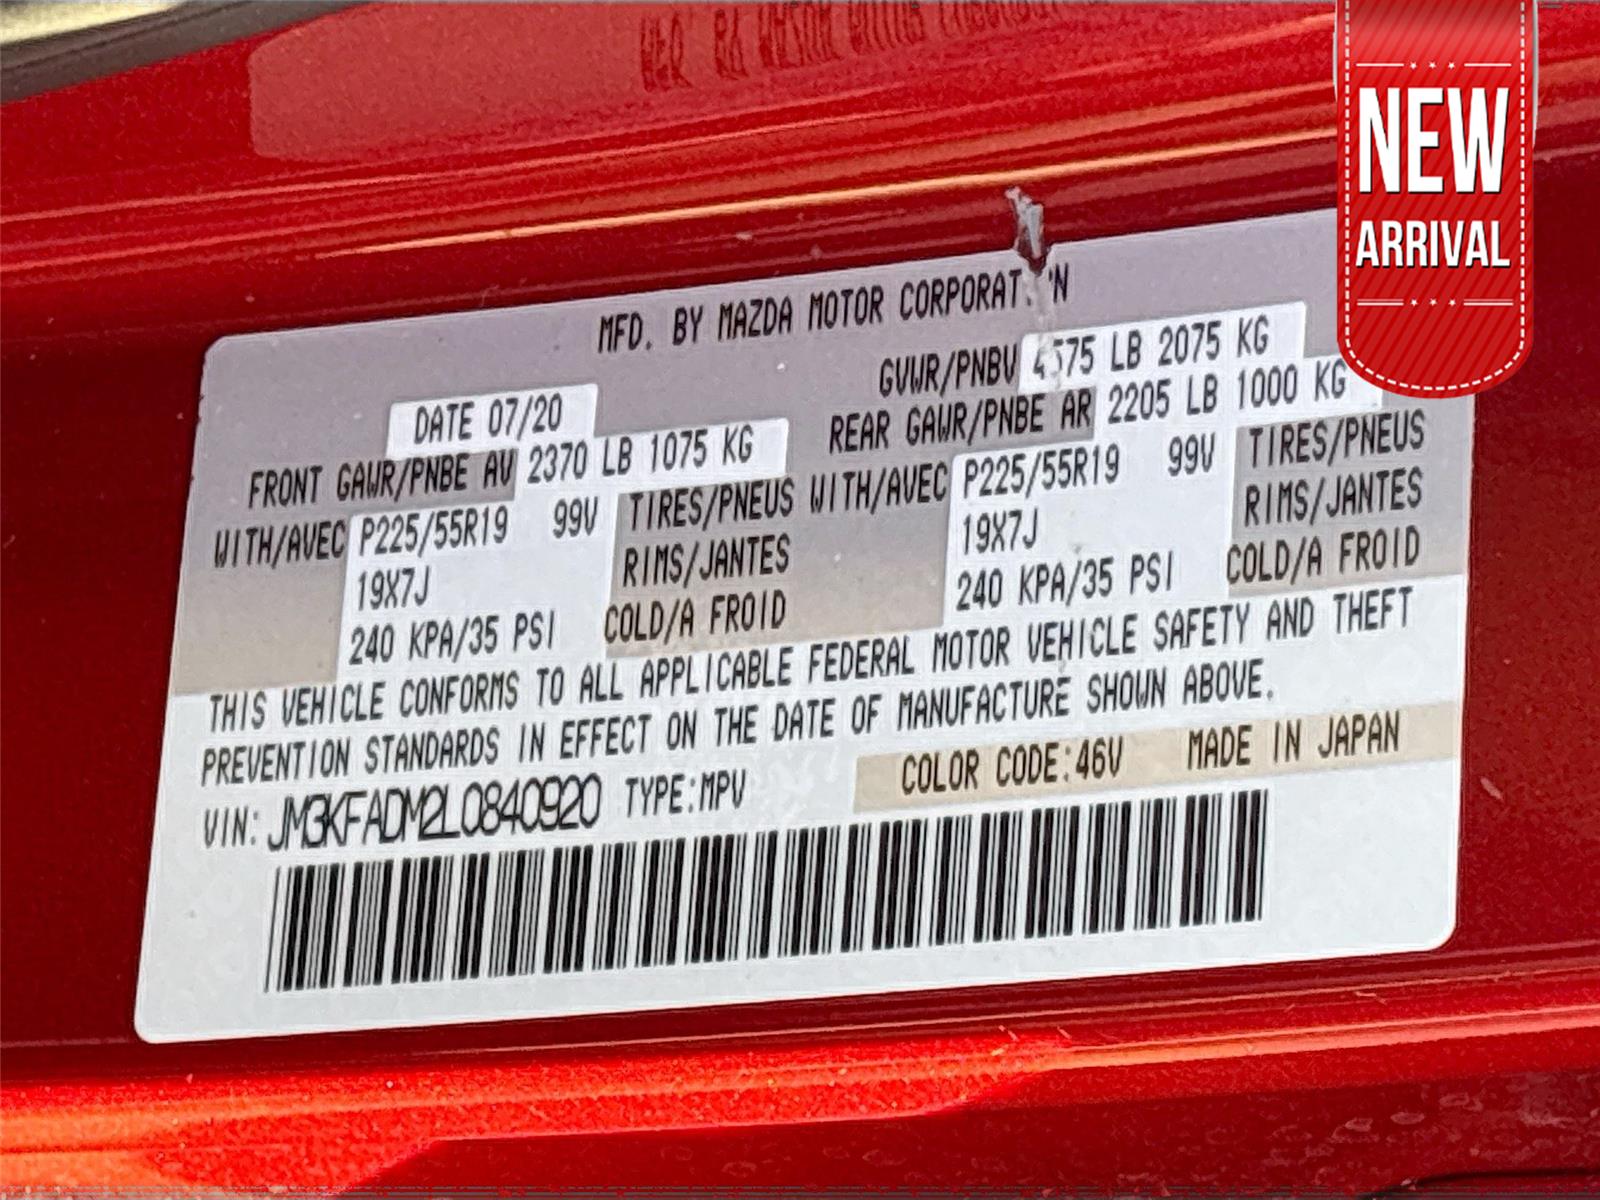 NEW
ARRIVAL
MFD. BY MAZDA MOTOR
GVWR/PNBV 4575 LB 2075 KG
DATE 07/20
FRONT GAWR/PNBE AV 2370 LB 1075 KG
REAR GAWR/PNBE AR 2205 LB 1000 KG
WITH/AVEC P225/55R19 99V TIRES/PNEUS
19X7J RIMS/JANTES
240 KPA/35 PSI COLD/A FROID
WITH/AVEC P225/55R19 99V TIRES/PNEUS
19X7J RIMS/JANTES
240 KPA/35 PSI COLD/A FROID
THIS VEHICLE CONFORMS TO ALL APPLICABLE FEDERAL MOTOR VEHICLE SAFETY AND THEFT
PREVENTION STANDARDS IN EFFECT ON THE DATE OF MANUFACTURE SHOWN ABOVE.
VIN: JM3KFADM2L0840920 TYPE:MPV COLOR CODE:46V MADE IN JAPAN